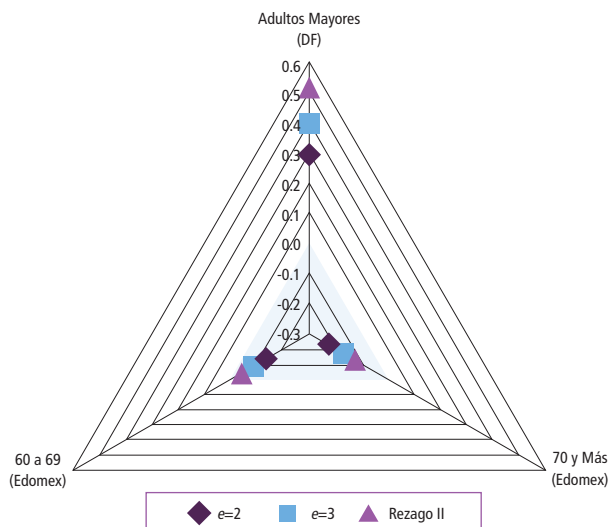 Adultos Mayores
(DF)
0.6
0.5
0.4
0.3
0.2
0.1
0.0
-0.1
-0.2
-0.3
60 a 69
(Edomex)
70 y Más
(Edomex)
e=2 e=3 Rezago II